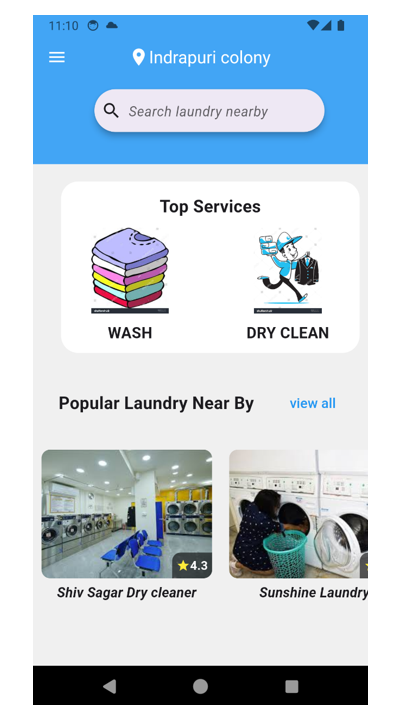 11:10
Indrapuri colony
Search laundry nearby
Top Services
WASH
DRY CLEAN
Popular Laundry Near By
view all
4.3
Shiv Sagar Dry cleaner
Sunshine Laundry